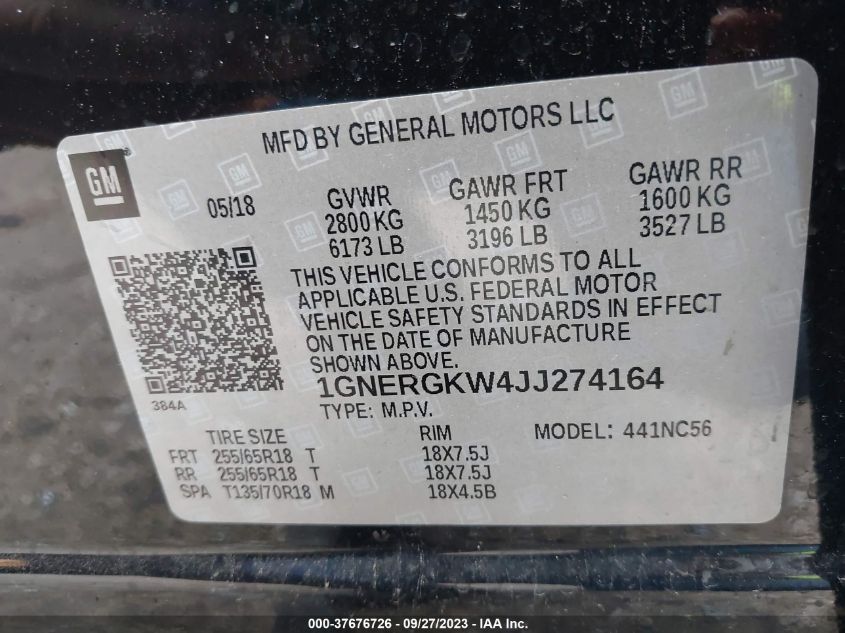 MFD BY GENERAL MOTORS LLC
GM
05/18
GVWR
2800 KG
6173 LB
GAWR FRT
1450 KG
3196 LB
GAWR RR
1600 KG
3527 LB
THIS VEHICLE CONFORMS TO ALL
APPLICABLE U.S. FEDERAL MOTOR
VEHICLE SAFETY STANDARDS IN EFFECT
ON THE DATE OF MANUFACTURE
SHOWN ABOVE.
384A
1GNERGKW4JJ274164
TYPE: M.P.V.
TIRE SIZE RIM MODEL: 441NC56
FRT 255/65R18 T 18X7.5J
RR 255/65R18 T 18X7.5J
SPA T135/70R18 M 18X4.5B
000-37676726 - 09/27/2023 - IAA Inc.